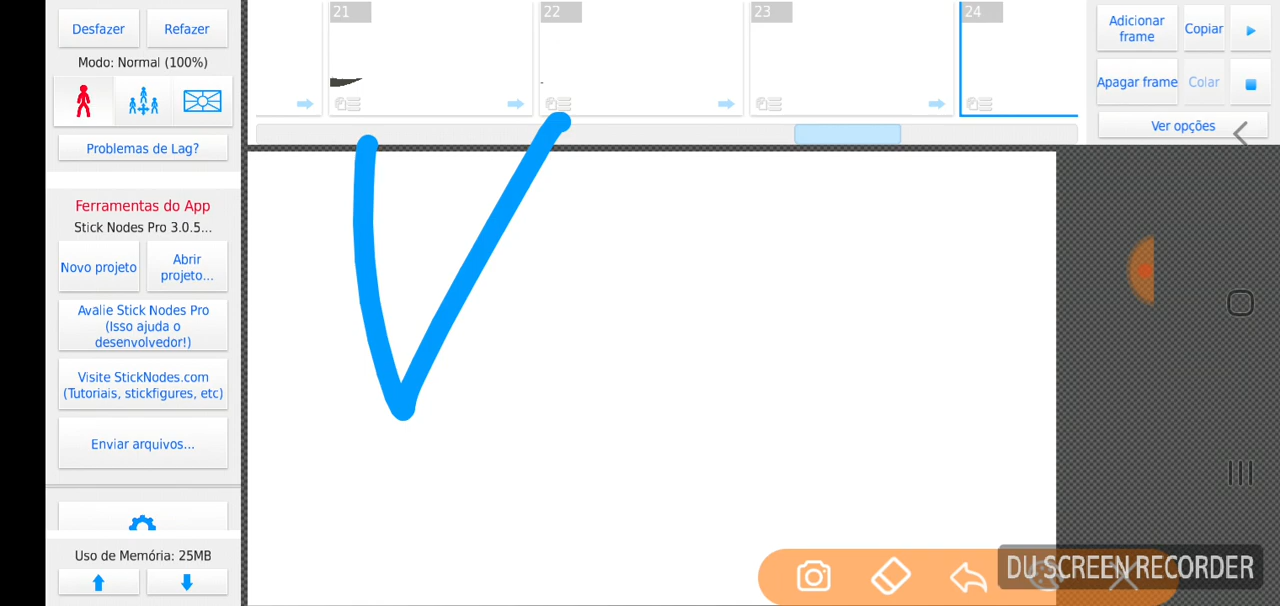 Desfazer
Refazer
Modo: Normal (100%)
Problemas de Lag?
Ferramentas do App
Stick Nodes Pro 3.0.5...
Novo projeto
Abrir
projeto...
Avalie Stick Nodes Pro
(Isso ajuda o
desenvolvedor!)
Visite StickNodes.com
(Tutoriais, stickfigures, etc)
Enviar arquivos...
Uso de Memória: 25MB
21
22
23
24
Adicionar
frame
Copiar
Apagar frame
Colar
Ver opções
DU SCREEN RECORDER